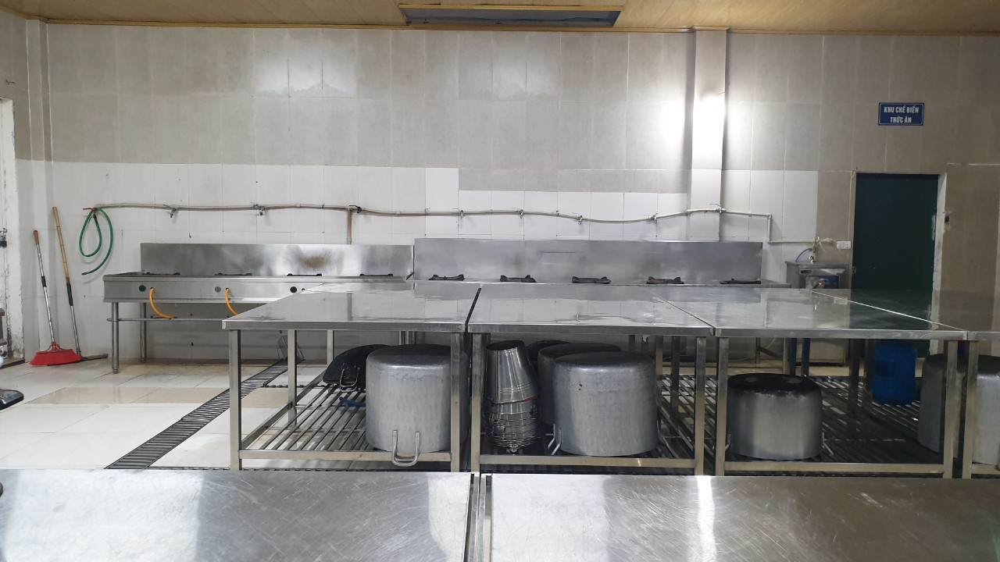 KHU CHẾ BIẾN
THỨC ĂN